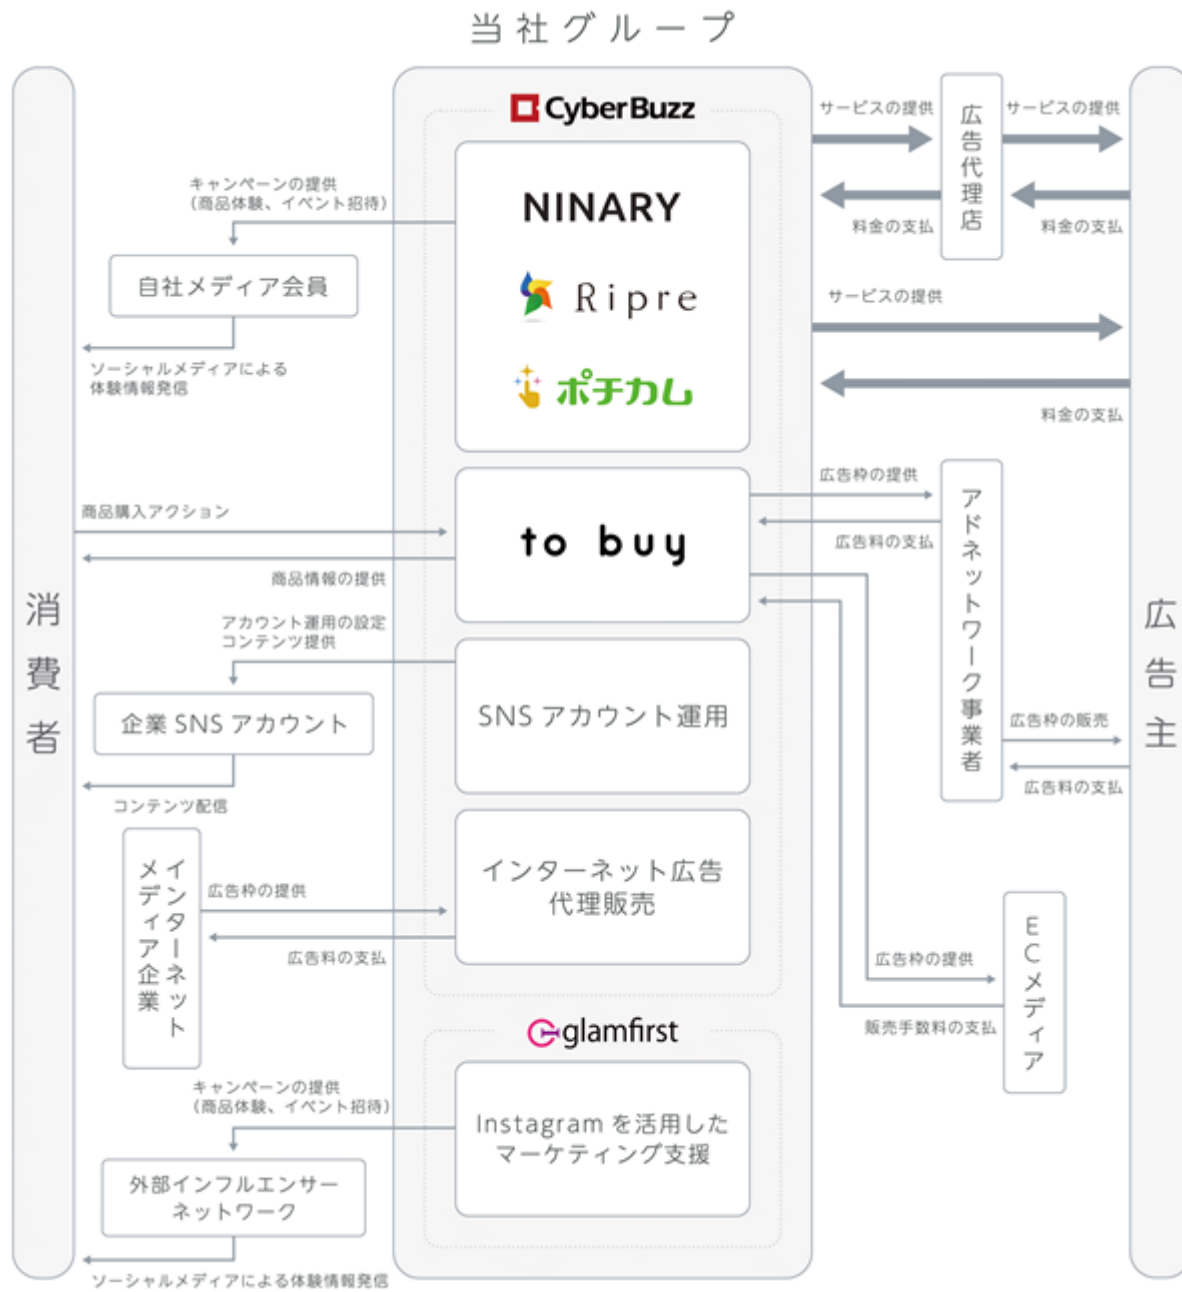 当社グループ
消費者
CyberBuzz
NINARY
Ripre
ポチカム
キャンペーンの提供
（商品体験、イベント招待）
自社メディア会員
ソーシャルメディアによる
体験情報発信
サービスの提供
広告代理店
サービスの提供
料金の支払
料金の支払
サービスの提供
料金の支払
広告主
商品購入アクション
商品情報の提供
to buy
広告枠の提供
広告料の支払
アドネットワーク事業者
広告枠の販売
広告料の支払
アカウント運用の設定
コンテンツ提供
企業 SNS アカウント
コンテンツ配信
SNS アカウント運用
インターネット
メディア企業
広告枠の提供
広告料の支払
インターネット広告
代理販売
広告枠の提供
販売手数料の支払
ECメディア
glamfirst
キャンペーンの提供
（商品体験、イベント招待）
Instagram を活用した
マーケティング支援
外部インフルエンサー
ネットワーク
ソーシャルメディアによる体験情報発信